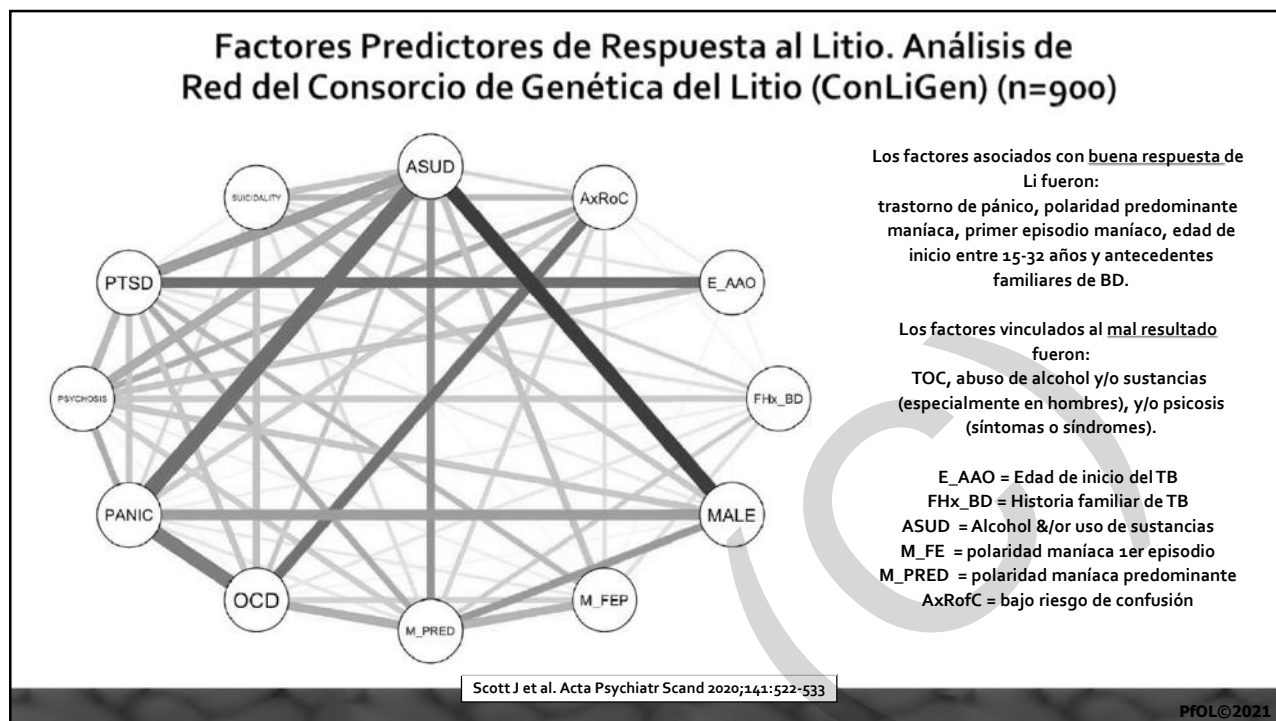 Factores Predictores de Respuesta al Litio. Análisis de
Red del Consorcio de Genética del Litio (ConLiGen) (n=900)
ASUD
SUICIDALITY
AxRoC
PTSD
E_AAO
PSYCHOSIS
FHx_BD
PANIC
MALE
OCD
M_FEP
M_PRED
Los factores asociados con buena respuesta de
Li fueron:
trastorno de pánico, polaridad predominante
maníaca, primer episodio maníaco, edad de
inicio entre 15-32 años y antecedentes
familiares de BD.
Los factores vinculados al mal resultado
fueron:
TOC, abuso de alcohol y/o sustancias
(especialmente en hombres), y/o psicosis
(síntomas o síndromes).
E_AAO = Edad de inicio del TB
FHx_BD = Historia familiar de TB
ASUD = Alcohol &/or uso de sustancias
M_FE = polaridad maníaca 1er episodio
M_PRED = polaridad maníaca predominante
AxRofC = bajo riesgo de confusión
Scott J et al. Acta Psychiatr Scand 2020;141:522-533
PfOL©2021